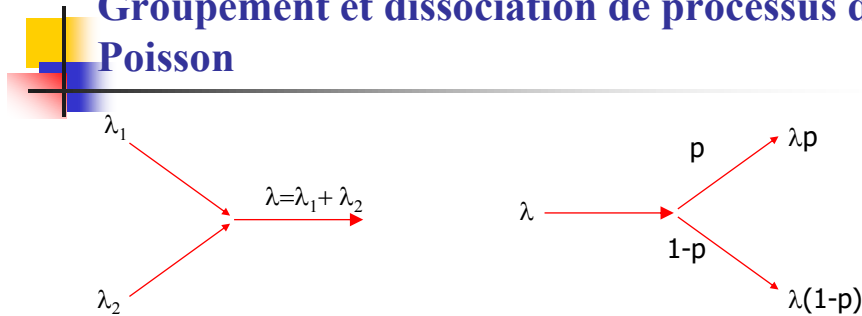 Groupement et dissociation de processus d
Poisson
λ₁
λ=λ₁+ λ₂
λ₂
p
λp
λ
1-p
λ(1-p)